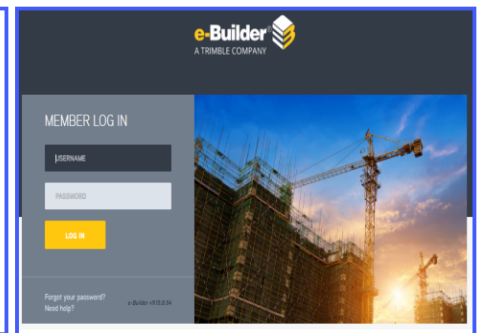 e-Builder
A TRIMBLE COMPANY
MEMBER LOG IN
USERNAME
PASSWORD
LOG IN
Forgot your password?
Need help?